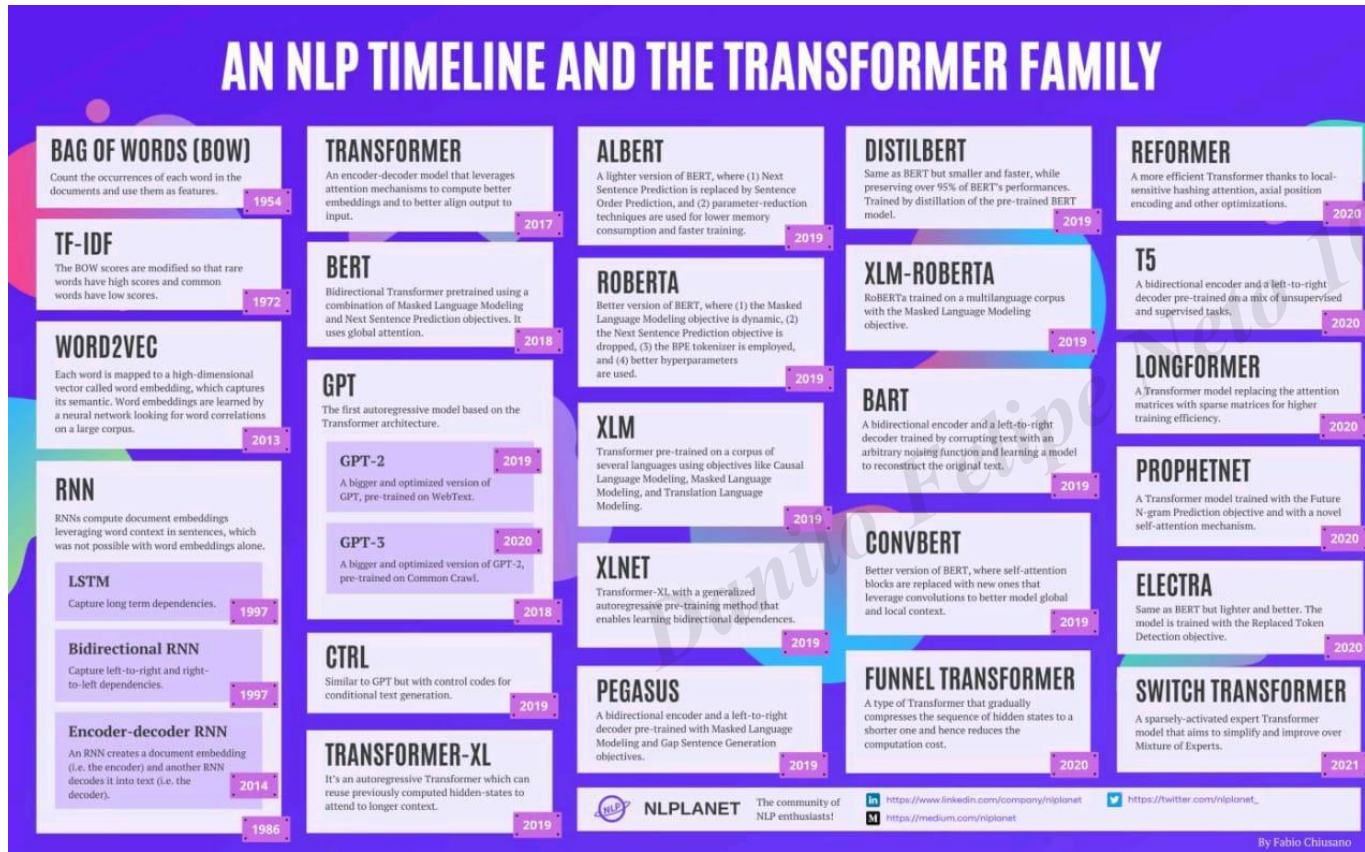 AN NLP TIMELINE AND THE TRANSFORMER FAMILY
BAG OF WORDS (BOW)
Count the occurrences of each word in the
documents and use them as features.
1954
TF-IDF
The BOW scores are modified so that rare
words have high scores and common
words have low scores.
1972
WORD2VEC
Each word is mapped to a high-dimensional
vector called word embedding, which captures
its semantic. Word embeddings are learned by
a neural network looking for word correlations
on a large corpus.
2013
RNN
RNNs compute document embeddings
leveraging word context in sentences, which
was not possible with word embeddings alone.
LSTM
Capture long term dependencies.
1997
Bidirectional RNN
Capture left-to-right and right-
to-left dependencies.
1997
Encoder-decoder RNN
An RNN creates a document embedding
(i.e. the encoder) and another RNN
decodes it into text (i.e. the
decoder).
2014
1986
TRANSFORMER
An encoder-decoder model that leverages
attention mechanisms to compute better
embeddings and to better align output to
input.
2017
BERT
Bidirectional Transformer pretrained using a
combination of Masked Language Modeling
and Next Sentence Prediction objectives. It
uses global attention.
2018
GPT
The first autoregressive model based on the
Transformer architecture.
GPT-2
2019
A bigger and optimized version of
GPT, pre-trained on WebText.
GPT-3
2020
A bigger and optimized version of GPT-2,
pre-trained on Common Crawl.
2018
CTRL
Similar to GPT but with control codes for
conditional text generation.
2019
TRANSFORMER-XL
It's an autoregressive Transformer which can
reuse previously computed hidden-states to
attend to longer context.
2019
ALBERT
A lighter version of BERT, where (1) Next
Sentence Prediction is replaced by Sentence
Order Prediction, and (2) parameter-reduction
techniques are used for lower memory
consumption and faster training.
2019
ROBERTA
Better version of BERT, where (1) the Masked
Language Modeling objective is dynamic, (2)
the Next Sentence Prediction objective is
dropped, (3) the BPE tokenizer is employed,
and (4) better hyperparameters
are used.
2019
XLM
Transformer pre-trained on a corpus of
several languages using objectives like Causal
Language Modeling, Masked Language
Modeling, and Translation Language
Modeling.
2019
XLNET
Transformer-XL with a generalized
autoregressive pre-training method that
enables learning bidirectional dependences.
2019
PEGASUS
A bidirectional encoder and a left-to-right
decoder pre-trained with Masked Language
Modeling and Gap Sentence Generation
objectives.
2019
DISTILBERT
Same as BERT but smaller and faster, while
preserving over 95% of BERT's performances.
Trained by distillation of the pre-trained BERT
model.
2019
XLM-ROBERTA
RoBERTa trained on a multilanguage corpus
with the Masked Language Modeling
objective.
2019
BART
A bidirectional encoder and a left-to-right
decoder trained by corrupting text with an
arbitrary noising function and learning a model
to reconstruct the original text.
2019
CONVBERT
Better version of BERT, where self-attention
blocks are replaced with new ones that
leverage convolutions to better model global
and local context.
2019
FUNNEL TRANSFORMER
A type of Transformer that gradually
compresses the sequence of hidden states to a
shorter one and hence reduces the
computation cost.
2020
REFORMER
A more efficient Transformer thanks to local-
sensitive hashing attention, axial position
encoding and other optimizations.
2020
T5
A bidirectional encoder and a left-to-right
decoder pre-trained on a mix of unsupervised
and supervised tasks.
2020
LONGFORMER
A Transformer model replacing the attention
matrices with sparse matrices for higher
training efficiency.
2020
PROPHETNET
A Transformer model trained with the Future
N-gram Prediction objective and with a novel
self-attention mechanism.
2020
ELECTRA
Same as BERT but lighter and better. The
model is trained with the Replaced Token
Detection objective.
2020
SWITCH TRANSFORMER
A sparsely-activated expert Transformer
model that aims to simplify and improve over
Mixture of Experts.
2021
NLP
NLPLANET
The community of
NLP enthusiasts!
https://www.linkedin.com/company/nlplanet
https://medium.com/nlplanet
https://twitter.com/nlplanet_
By Fabio Chiusano
Danilo Felipe Neto